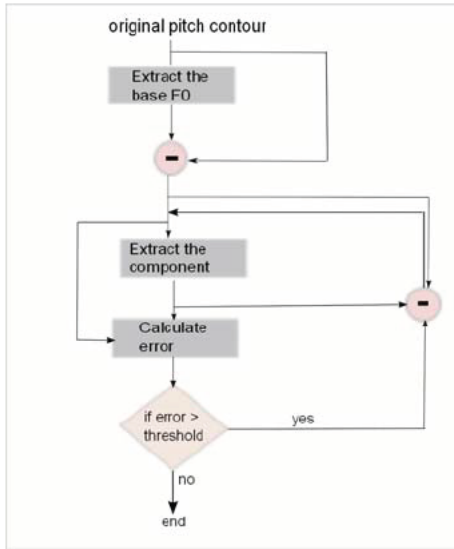 original pitch contour
Extract the
base F0
-
Extract the
component
-
Calculate
error
if error >
threshold
yes
no
end